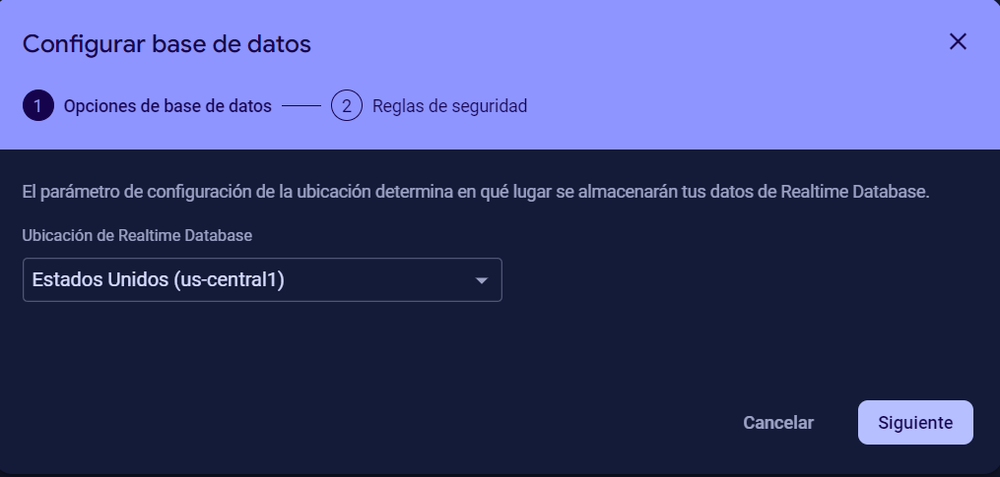 Configurar base de datos
1 Opciones de base de datos 2 Reglas de seguridad
El parámetro de configuración de la ubicación determina en qué lugar se almacenarán tus datos de Realtime Database.
Ubicación de Realtime Database
Estados Unidos (us-central1)
Cancelar Siguiente